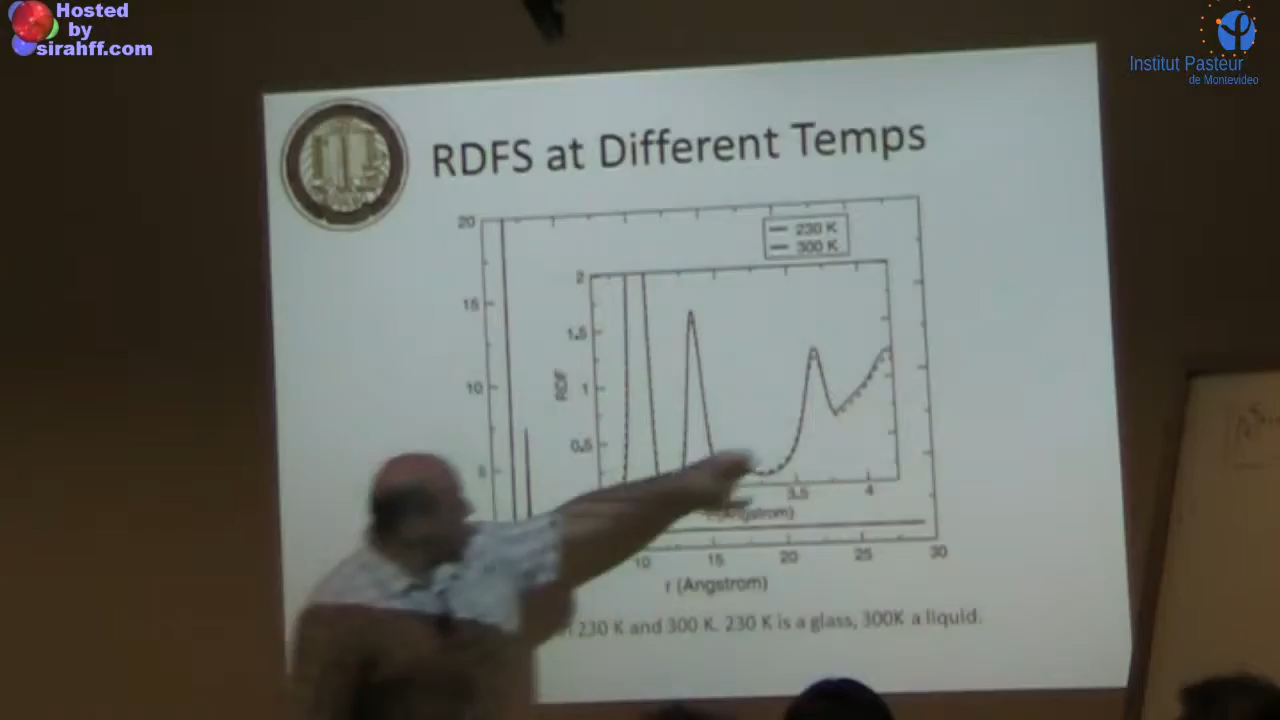 Hosted
by
sirahff.com
Institut Pasteur
de Montevideo
RDFS at Different Temps
20
15
10
5
230 K
300 K
2
1.5
1
0.5
RDF
3.5
4
10
15
20
25
30
r (Angstrom)
230 K and 300 K. 230 K is a glass, 300K a liquid.